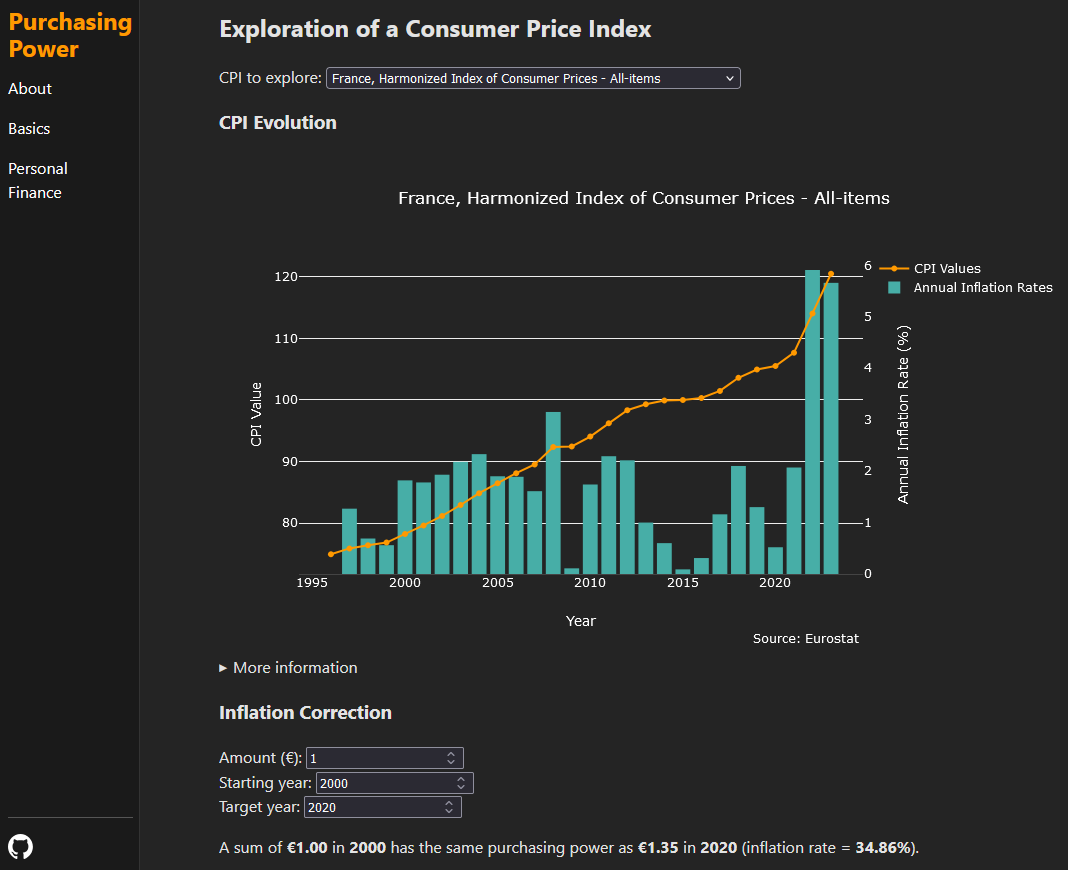 Purchasing
Power
About
Basics
Personal
Finance
Exploration of a Consumer Price Index
CPI to explore: France, Harmonized Index of Consumer Prices - All-items
CPI Evolution
France, Harmonized Index of Consumer Prices - All-items
120
110
100
90
80
CPI Value
6
5
4
3
2
1
0
Annual Inflation Rate (%)
CPI Values
Annual Inflation Rates
1995 2000 2005 2010 2015 2020
Year
Source: Eurostat
▸ More information
Inflation Correction
Amount (€): 1
Starting year: 2000
Target year: 2020
A sum of €1.00 in 2000 has the same purchasing power as €1.35 in 2020 (inflation rate = 34.86%).